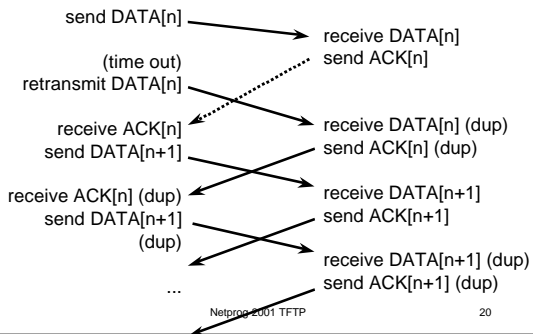 send DATA[n]
receive DATA[n]
send ACK[n]
(time out)
retransmit DATA[n]
receive ACK[n]
send DATA[n+1]
receive DATA[n] (dup)
send ACK[n] (dup)
receive ACK[n] (dup)
send DATA[n+1]
(dup)
receive DATA[n+1]
send ACK[n+1]
...
receive DATA[n+1] (dup)
send ACK[n+1] (dup)
Netprog 2001 TFTP
20